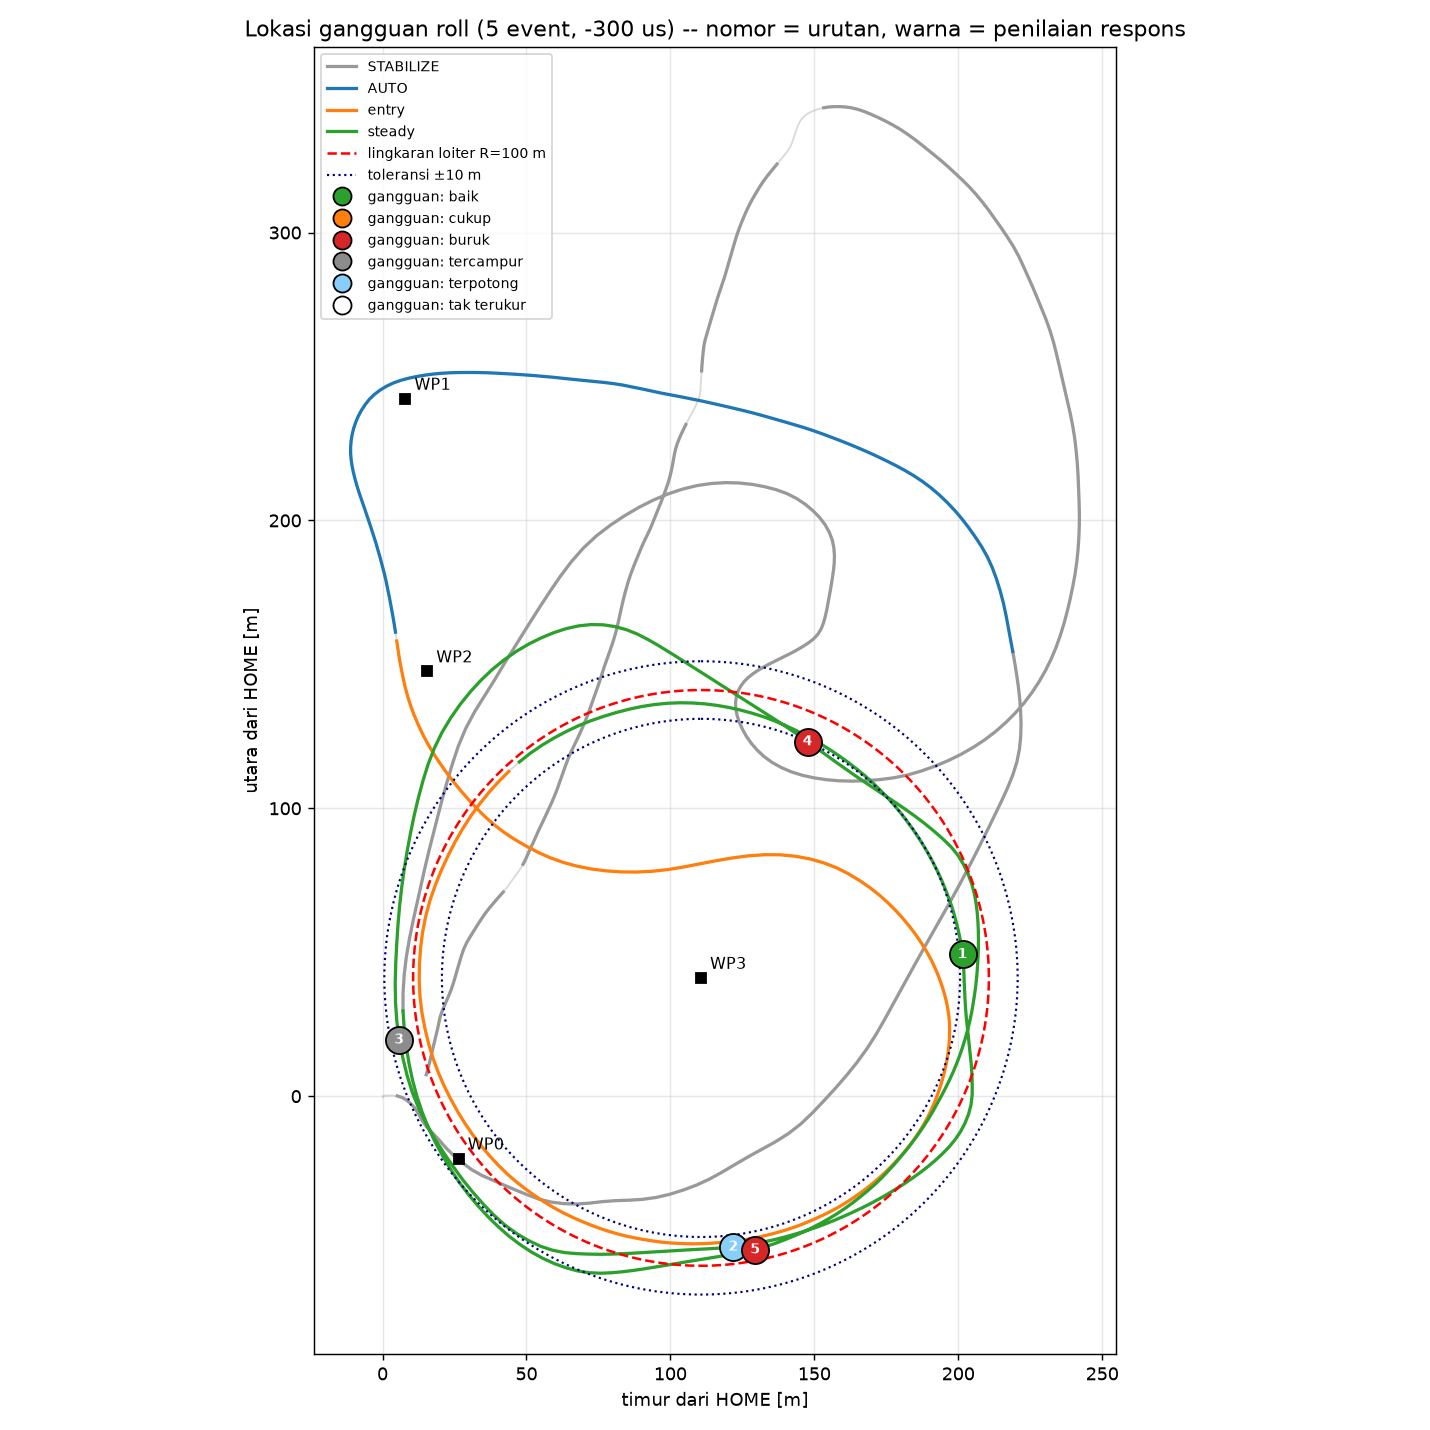 Lokasi gangguan roll (5 event, -300 us) -- nomor = urutan, warna = penilaian respons
STABILIZE
AUTO
entry
steady
lingkaran loiter R=100 m
toleransi ±10 m
gangguan: baik
gangguan: cukup
gangguan: buruk
gangguan: tercampur
gangguan: terpotong
gangguan: tak terukur
300
200
100
0
utara dari HOME [m]
WP1
WP2
4
1
WP3
3
WP0
2
5
0
50
100
150
200
250
timur dari HOME [m]